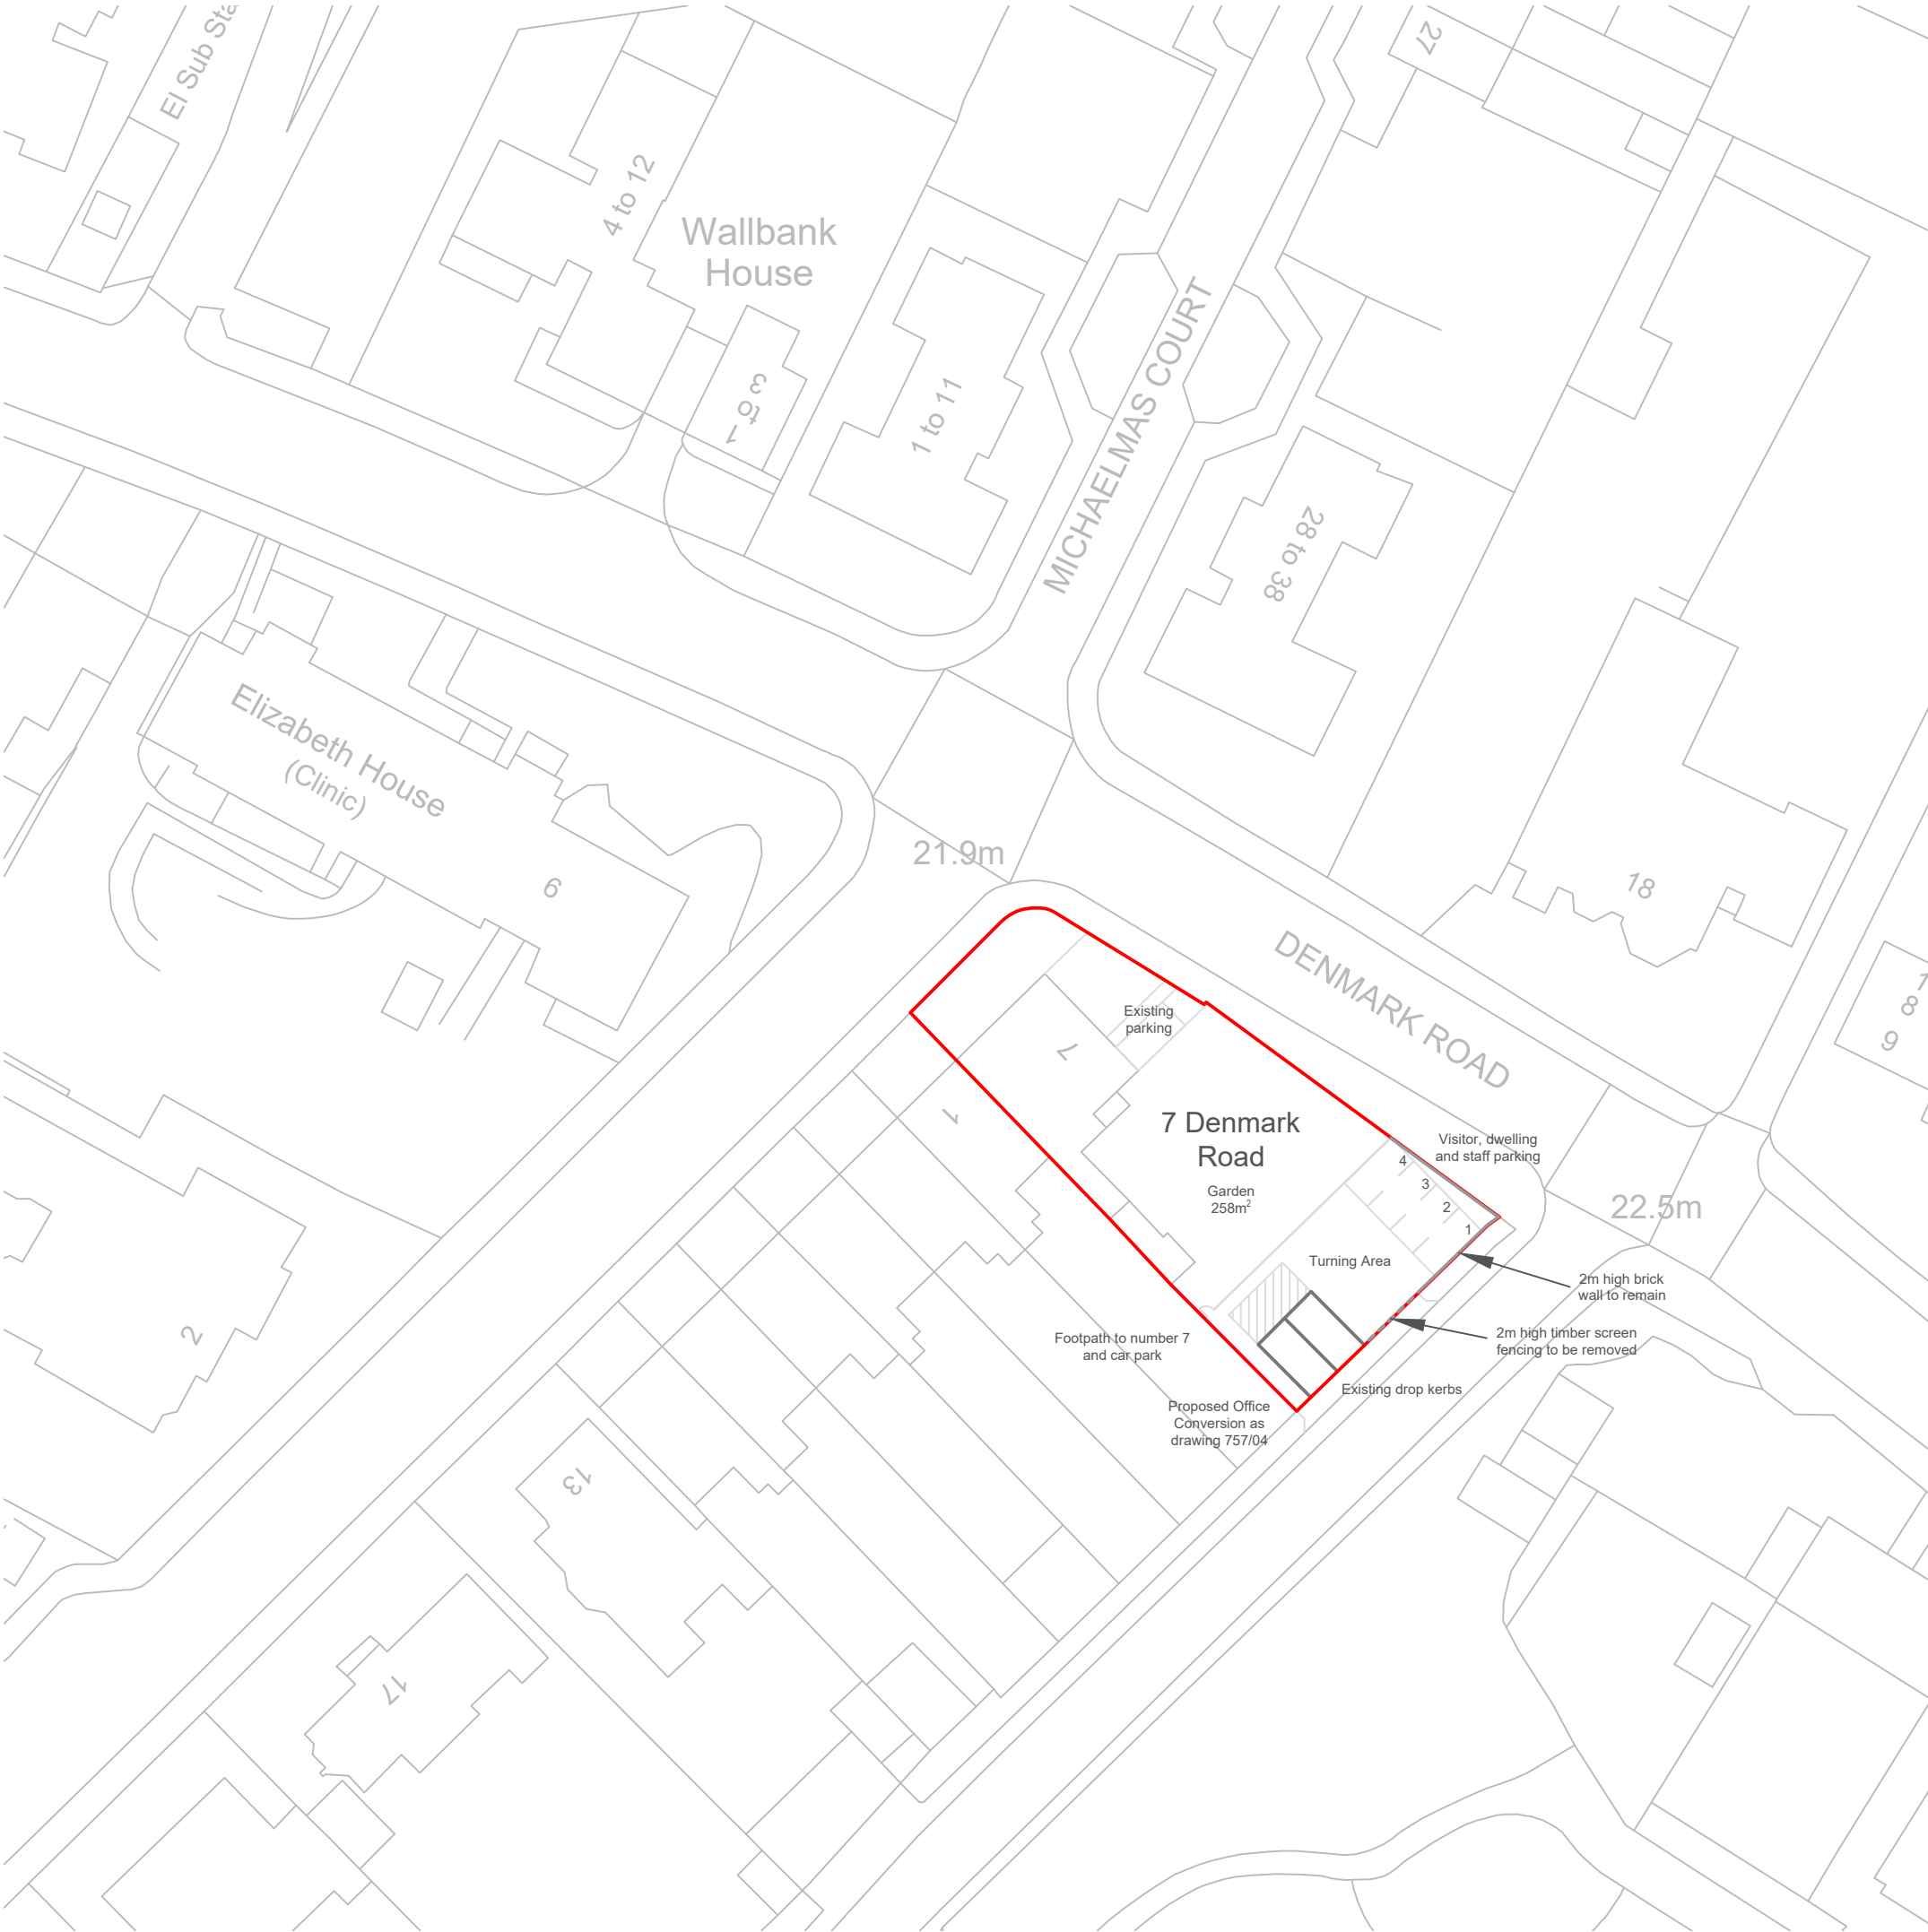 El Sub Sta
27
4 to 12
Wallbank
House
1 to 3
1 to 11
MICHAELMAS COURT
28 to 38
Elizabeth House
(Clinic)
6
21.9m
18
DENMARK ROAD
1
8
9
Existing
parking
7
1
7 Denmark
Road
Garden
258m²
Visitor, dwelling
and staff parking
4
3
2
1
22.5m
Turning Area
2m high brick
wall to remain
2m high timber screen
fencing to be removed
Footpath to number 7
and car park
Existing drop kerbs
Proposed Office
Conversion as
drawing 757/04
2
13
17